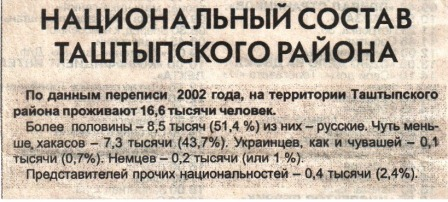 НАЦИОНАЛЬНЫЙ СОСТАВ
ТАШТЫПСКОГО РАЙОНА
По данным переписи 2002 года, на территории Таштыпского
района проживают 16,6 тысячи человек.
Более половины – 8,5 тысяч (51,4 %) из них – русские. Чуть мень-
ше, хакасов – 7,3 тысячи (43,7%). Украинцев, как и чувашей – 0,1
тысячи (0,7%). Немцев – 0,2 тысячи (или 1 %).
Представителей прочих национальностей – 0,4 тысячи (2,4%).